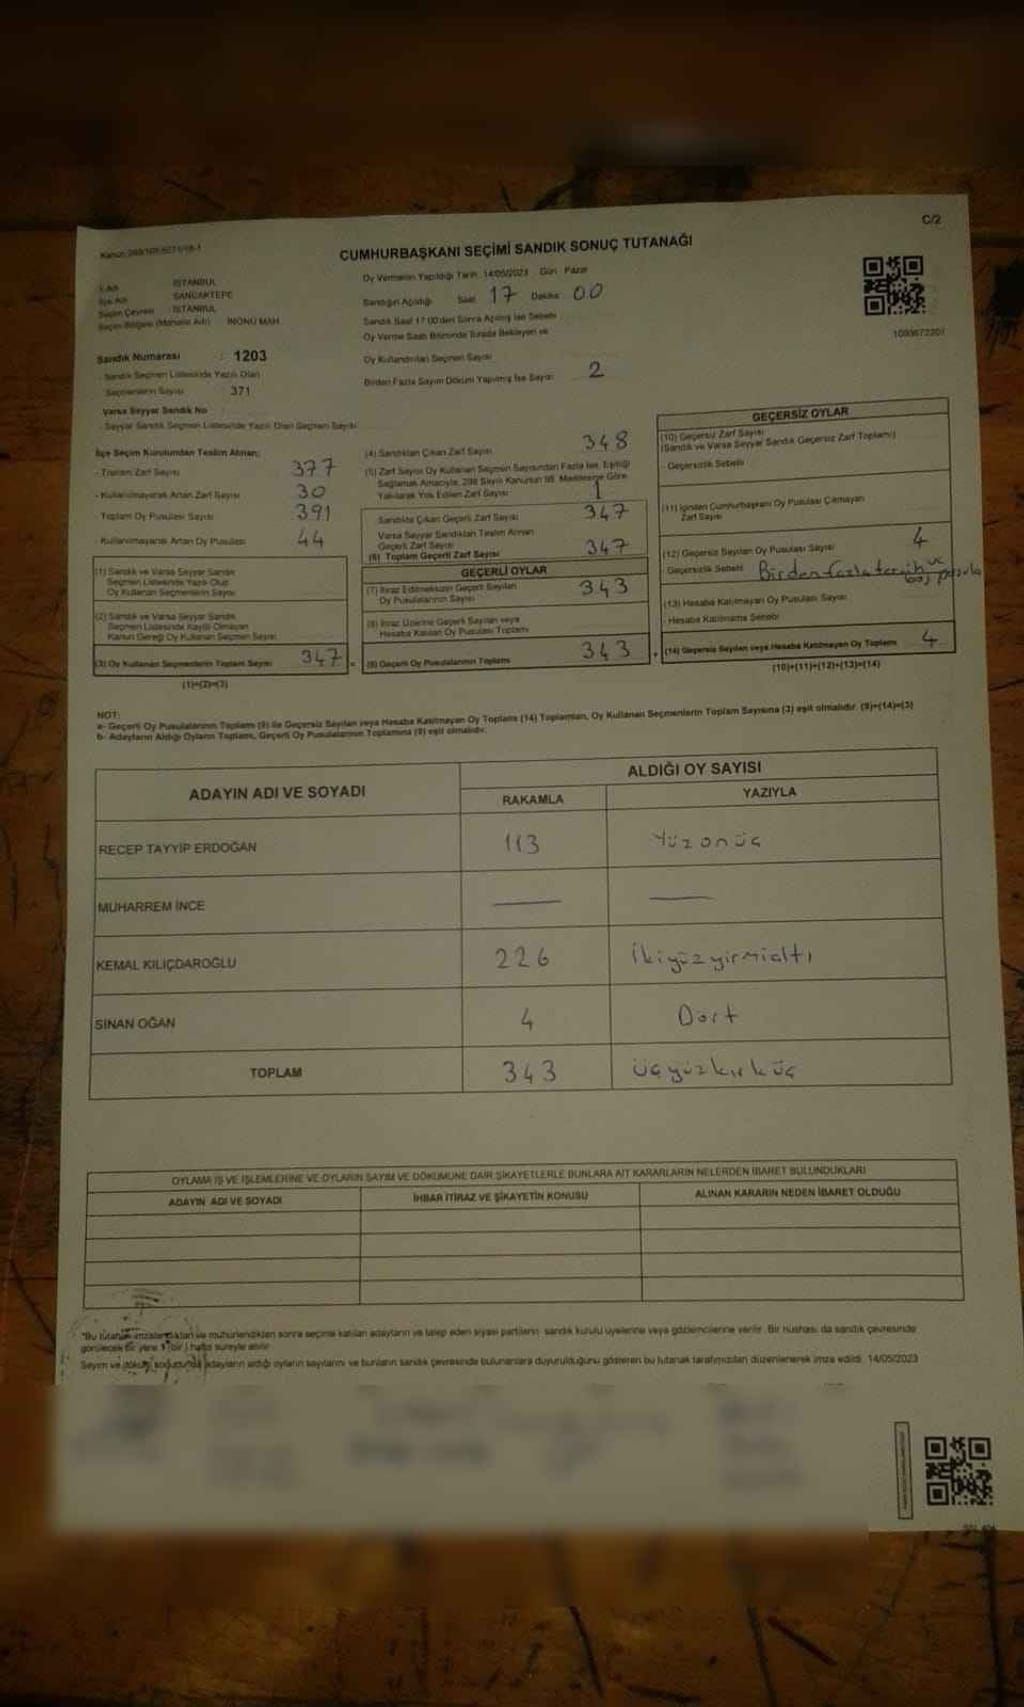 C/2
CUMHURBAŞKANI SEÇİMİ SANDIK SONUÇ TUTANAĞI
İSTANBUL
İlçe Adı SANCAKTEPE
Seçim Çevresi İSTANBUL
Seçim Bölgesi (Mahalle Adı) İNÖNÜ MAH.
Oy Vermenin Yapıldığı Tarih 14/05/2023 Gün Pazar
Sandığın Açıldığı Saat 17 Dakika 00
Sandık Saat 17.00'den Sonra Açılmış İse Sebebi
Oy Verme Saati Bitiminde Sırada Bekleyen ve
Oy Kullandırılan Seçmen Sayısı
Birden Fazla Sayım Döküm Yapılmış İse Sayısı 2
Sandık Numarası : 1203
Sandık Seçmen Listesinde Yazılı Olan
Seçmenlerin Sayısı 371
Varsa Seyyar Sandık No
- Seyyar Sandık Seçmen Listesinde Yazılı Olan Seçmen Sayısı
İlçe Seçim Kurulundan Teslim Alınan;
- Toplam Zarf Sayısı 377
- Kullanılmayarak Artan Zarf Sayısı 30
- Toplam Oy Pusulası Sayısı 391
- Kullanılmayarak Artan Oy Pusulası 44
(1) Sandık ve Varsa Seyyar Sandık
Seçmen Listesinde Yazılı Olup
Oy Kullanan Seçmenlerin Sayısı
(2) Sandık ve Varsa Seyyar Sandık
Seçmen Listesinde Kayıtlı Olmayan
Kanun Gereği Oy Kullanan Seçmen Sayısı
(3) Oy Kullanan Seçmenlerin Toplam Sayısı 347
(1)+(2)=(3)
(4) Sandıktan Çıkan Zarf Sayısı 348
(5) Zarf Sayısı Oy Kullanan Seçmen Sayısından Fazla İse, Eşitliği
Sağlamak Amacıyla, 298 Sayılı Kanunun 98. Maddesine Göre
Yakılarak Yok Edilen Zarf Sayısı 1
Sandıkta Çıkan Geçerli Zarf Sayısı 347
Varsa Seyyar Sandıktan Teslim Alınan
Geçerli Zarf Sayısı
(6) Toplam Geçerli Zarf Sayısı 347
GEÇERLİ OYLAR
(7) İtiraz Edilmeksizin Geçerli Sayılan
Oy Pusulalarının Sayısı 343
(8) İtiraz Üzerine Geçerli Sayılan veya
Hesaba Katılan Oy Pusulası Toplamı
(9) Geçerli Oy Pusulalarının Toplamı 343
GEÇERSİZ OYLAR
(10) Geçersiz Zarf Sayısı
(Sandık ve Varsa Seyyar Sandık Geçersiz Zarf Toplamı)
- Geçersizlik Sebebi
(11) İçinden Cumhurbaşkanı Oy Pusulası Çıkmayan
Zarf Sayısı
(12) Geçersiz Sayılan Oy Pusulası Sayısı 4
Geçersizlik Sebebi Birden fazla tercih ve
boş pusula
(13) Hesaba Katılmayan Oy Pusulası Sayısı
- Hesaba Katılmama Sebebi
(14) Geçersiz Sayılan veya Hesaba Katılmayan Oy Toplamı 4
(10)+(11)+(12)+(13)=(14)
NOT:
a- Geçerli Oy Pusulalarının Toplamı (9) ile Geçersiz Sayılan veya Hesaba Katılmayan Oy Toplamı (14) Toplamları, Oy Kullanan Seçmenlerin Toplam Sayısına (3) eşit olmalıdır. (9)+(14)=(3)
b- Adayların Aldığı Oyların Toplamı, Geçerli Oy Pusulalarının Toplamına (9) eşit olmalıdır.
ADAYIN ADI VE SOYADI ALDIĞI OY SAYISI
RAKAMLA YAZIYLA
RECEP TAYYİP ERDOĞAN 113 Yüzonüç
MUHARREM İNCE
KEMAL KILIÇDAROĞLU 226 İkiyüzyirmialtı
SİNAN OĞAN 4 Dört
TOPLAM 343 üçyüzkırküç
OYLAMA İŞ VE İŞLEMLERİNE VE OYLARIN SAYIM VE DÖKÜMÜNE DAİR ŞİKAYETLERLE BUNLARA AİT KARARLARIN NELERDEN İBARET BULUNDUKLARI
ADAYIN ADI VE SOYADI İHBAR İTİRAZ VE ŞİKAYETİN KONUSU ALINAN KARARIN NEDEN İBARET OLDUĞU
*Bu tutanak imzalandıktan ve mühürlendikten sonra seçime katılan adayların ve talep eden siyasi partilerin sandık kurulu üyelerine veya gözlemcilerine verilir. Bir nüshası da sandık çevresinde
görülecek bir yere 1 (bir) hafta süreyle asılır.
Sayım ve döküm sonucunda adayların aldığı oyların sayılarını ve bunların sandık çevresinde bulunanlara duyurulduğunu gösteren bu tutanak tarafımızdan düzenlenerek imza edildi. 14/05/2023